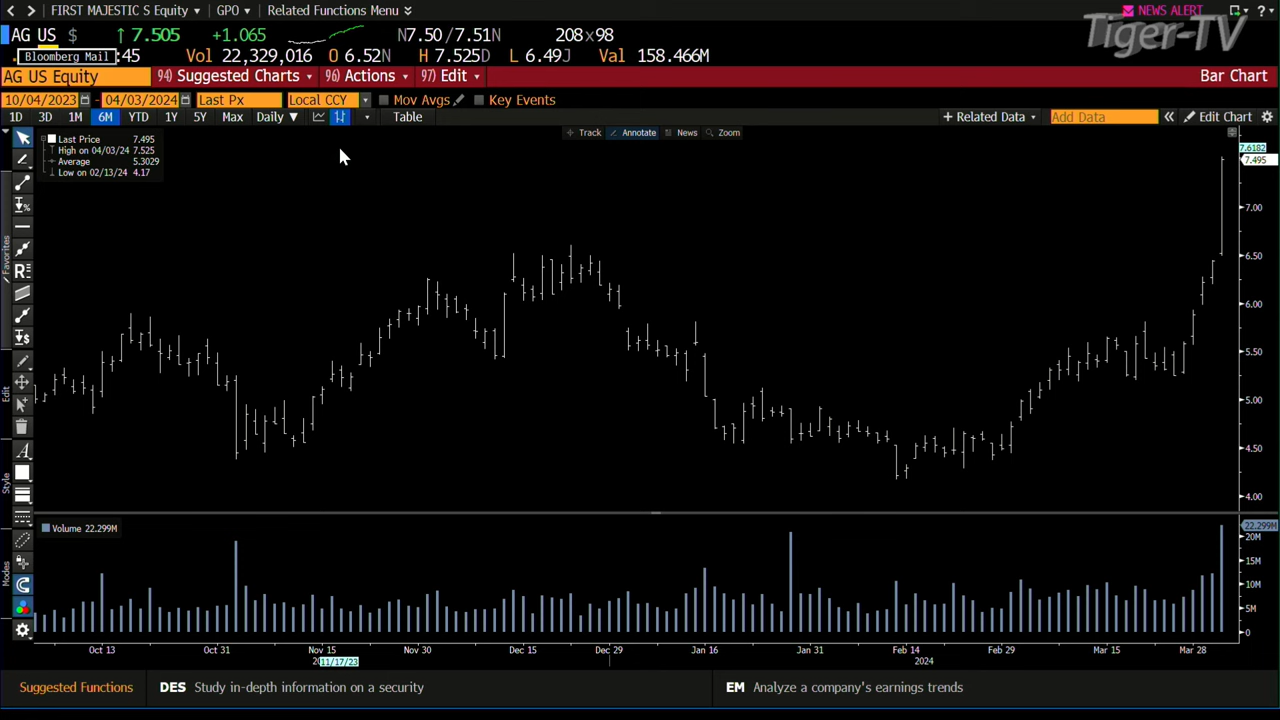 FIRST MAJESTIC S Equity GPO Related Functions Menu NEWS ALERT ?
AG US $ 7.505 +1.065 N7.50 / 7.51N 208 x 98 Tiger-TV
Bloomberg Mail :45 Vol 22,329,016 O 6.52N H 7.525D L 6.49J Val 158.466M
AG US Equity 94) Suggested Charts 96) Actions 97) Edit Bar Chart
10/04/2023 - 04/03/2024 Last Px Local CCY Mov Avgs Key Events
1D 3D 1M 6M YTD 1Y 5Y Max Daily ▼ Table + Related Data Add Data « Edit Chart
Track Annotate News Zoom
Last Price 7.495
High on 04/03/24 7.525
Average 5.3029
Low on 02/13/24 4.17
7.6182
7.495
7.00
6.50
6.00
5.50
5.00
4.50
4.00
Favorites
Edit
Style
Modes
Volume 22.299M
22.299M
20M
15M
10M
5M
0
Oct 13 Oct 31 Nov 15 Nov 30 Dec 15 Dec 29 Jan 16 Jan 31 Feb 14 Feb 29 Mar 15 Mar 28
11/17/23 2024
Suggested Functions DES Study in-depth information on a security EM Analyze a company's earnings trends